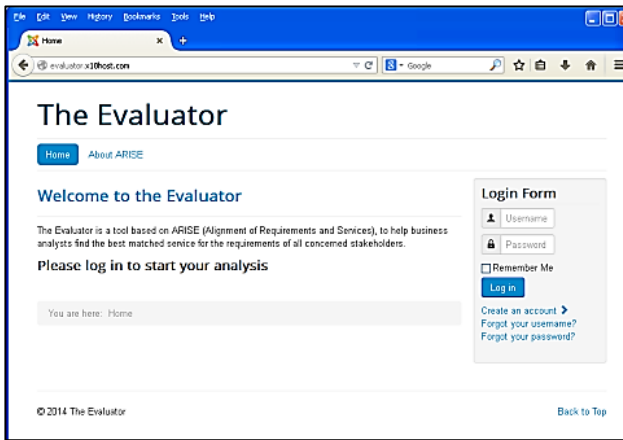 File Edit View History Bookmarks Tools Help
Home × +
evaluator.x10host.com Google
The Evaluator
Home About ARISE
Welcome to the Evaluator
The Evaluator is a tool based on ARISE (Alignment of Requirements and Services), to help business
analysts find the best matched service for the requirements of all concerned stakeholders.
Please log in to start your analysis
You are here: Home
Login Form
Username
Password
Remember Me
Log in
Create an account
Forgot your username?
Forgot your password?
© 2014 The Evaluator Back to Top